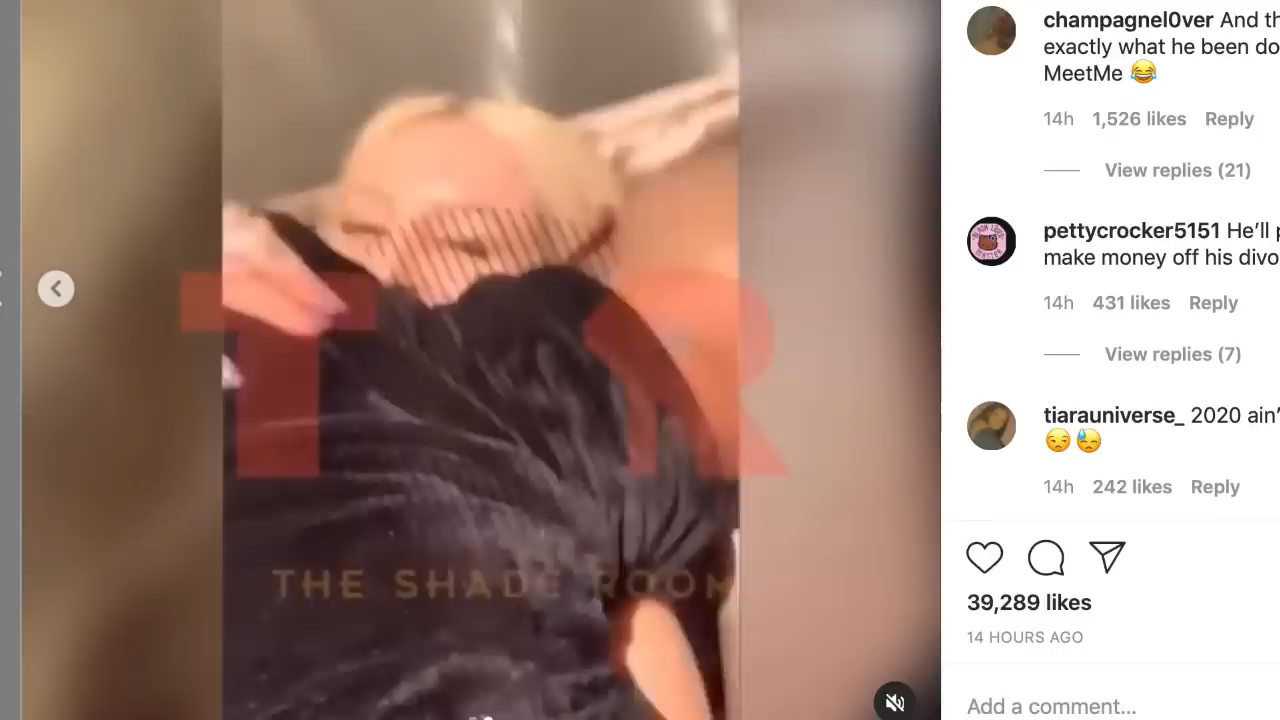 T R
THE SHADE ROOM
champagnel0ver And th
exactly what he been do
MeetMe 😂
14h 1,526 likes Reply
View replies (21)
pettycrocker5151 He'll p
make money off his divo
14h 431 likes Reply
View replies (7)
tiarauniverse_ 2020 ain'
😒😓
14h 242 likes Reply
39,289 likes
14 HOURS AGO
Add a comment...